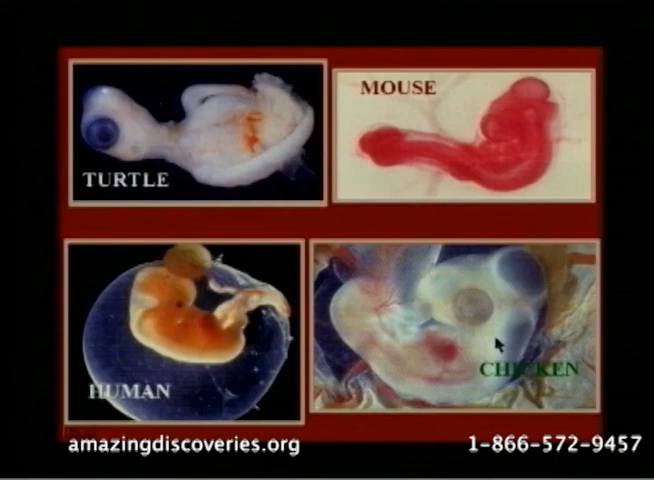 MOUSE
TURTLE
HUMAN
CHICKEN
amazingdiscoveries.org
1-866-572-9457